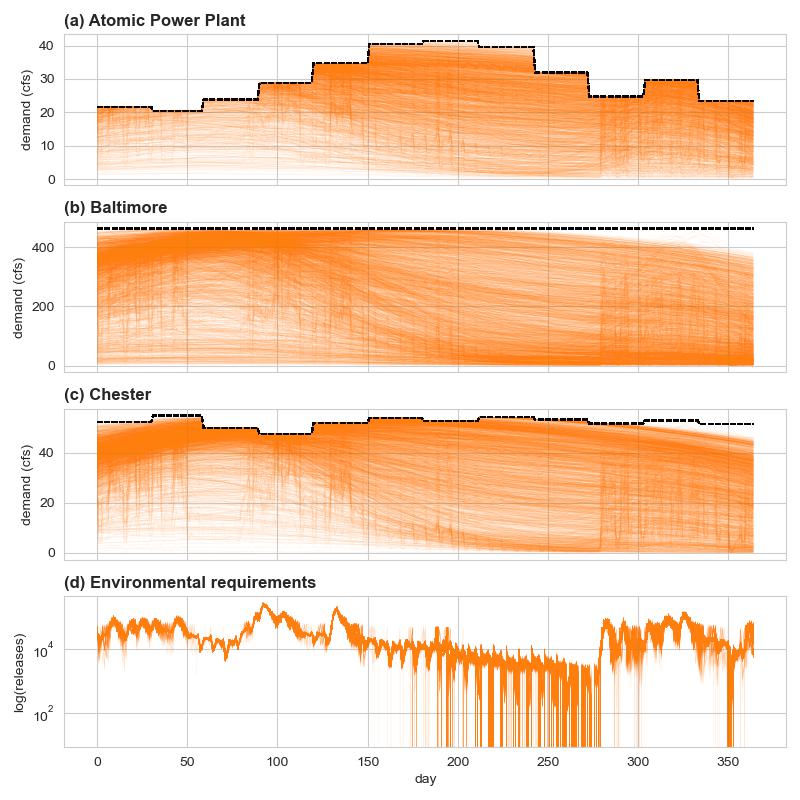 (a) Atomic Power Plant
40
30
20
10
0
demand (cfs)
(b) Baltimore
400
200
0
demand (cfs)
(c) Chester
40
20
0
demand (cfs)
(d) Environmental requirements
10^4
10^2
log(releases)
0 50 100 150 200 250 300 350
day